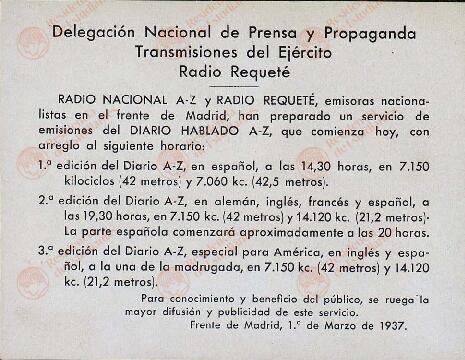 Delegación Nacional de Prensa y Propaganda
Transmisiones del Ejército
Radio Requeté
RADIO NACIONAL A-Z y RADIO REQUETÉ, emisoras naciona-
listas en el frente de Madrid, han preparado un servicio de
emisiones del DIARIO HABLADO A-Z, que comienza hoy, con
arreglo al siguiente horario:
1.ª edición del Diario A-Z, en español, a las 14,30 horas, en 7.150
kilociclos (42 metros) y 7.060 kc. (42,5 metros).
2.ª edición del Diario A-Z, en alemán, inglés, francés y español, a
las 19,30 horas, en 7.150 kc. (42 metros) y 14.120 kc. (21,2 metros).
La parte española comenzará aproximadamente a las 20 horas.
3.ª edición del Diario A-Z, especial para América, en inglés y espa-
ñol, a la una de la madrugada, en 7.150 kc. (42 metros) y 14.120
kc. (21,2 metros).
Para conocimiento y beneficio del público, se ruega la
mayor difusión y publicidad de este servicio.
Frente de Madrid, 1.º de Marzo de 1937.